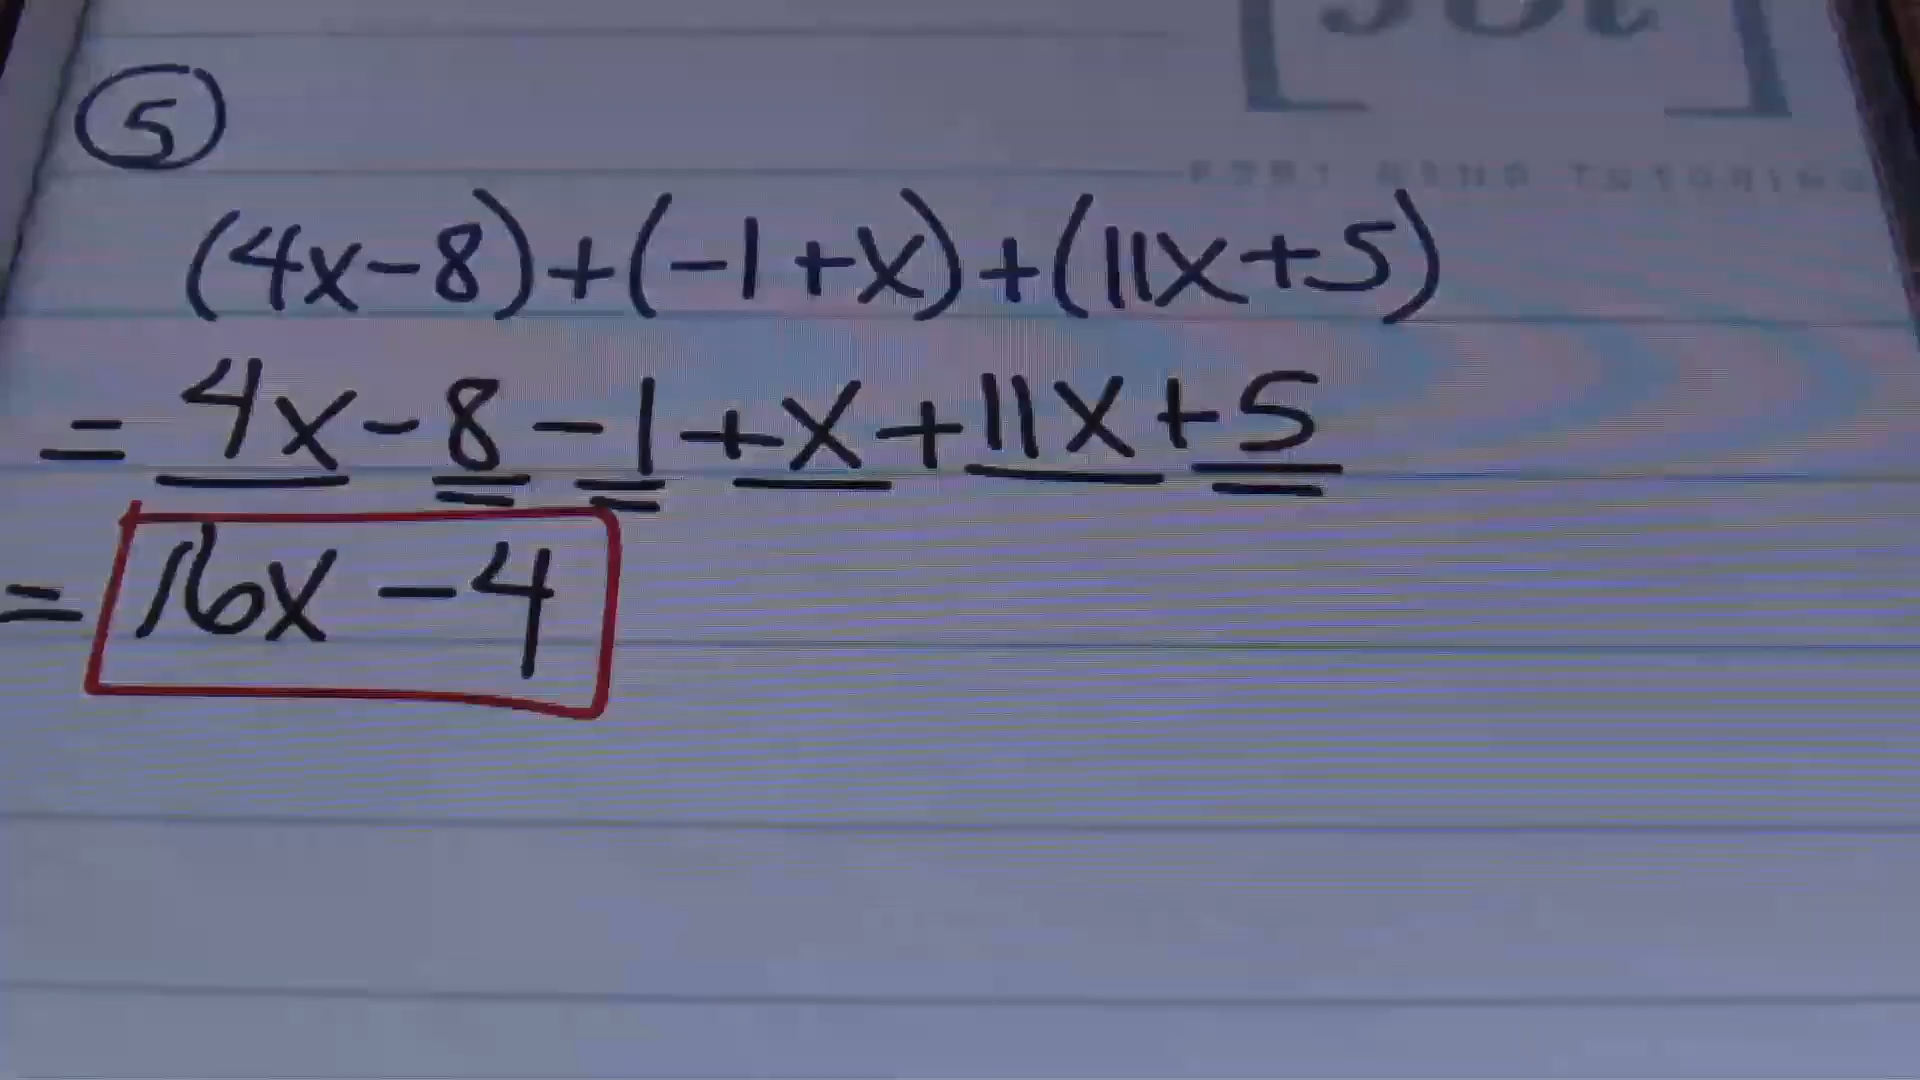 5
(4x-8)+(-1+x)+(11x+5)
= 4x-8-1+x+11x+5
= 16x-4